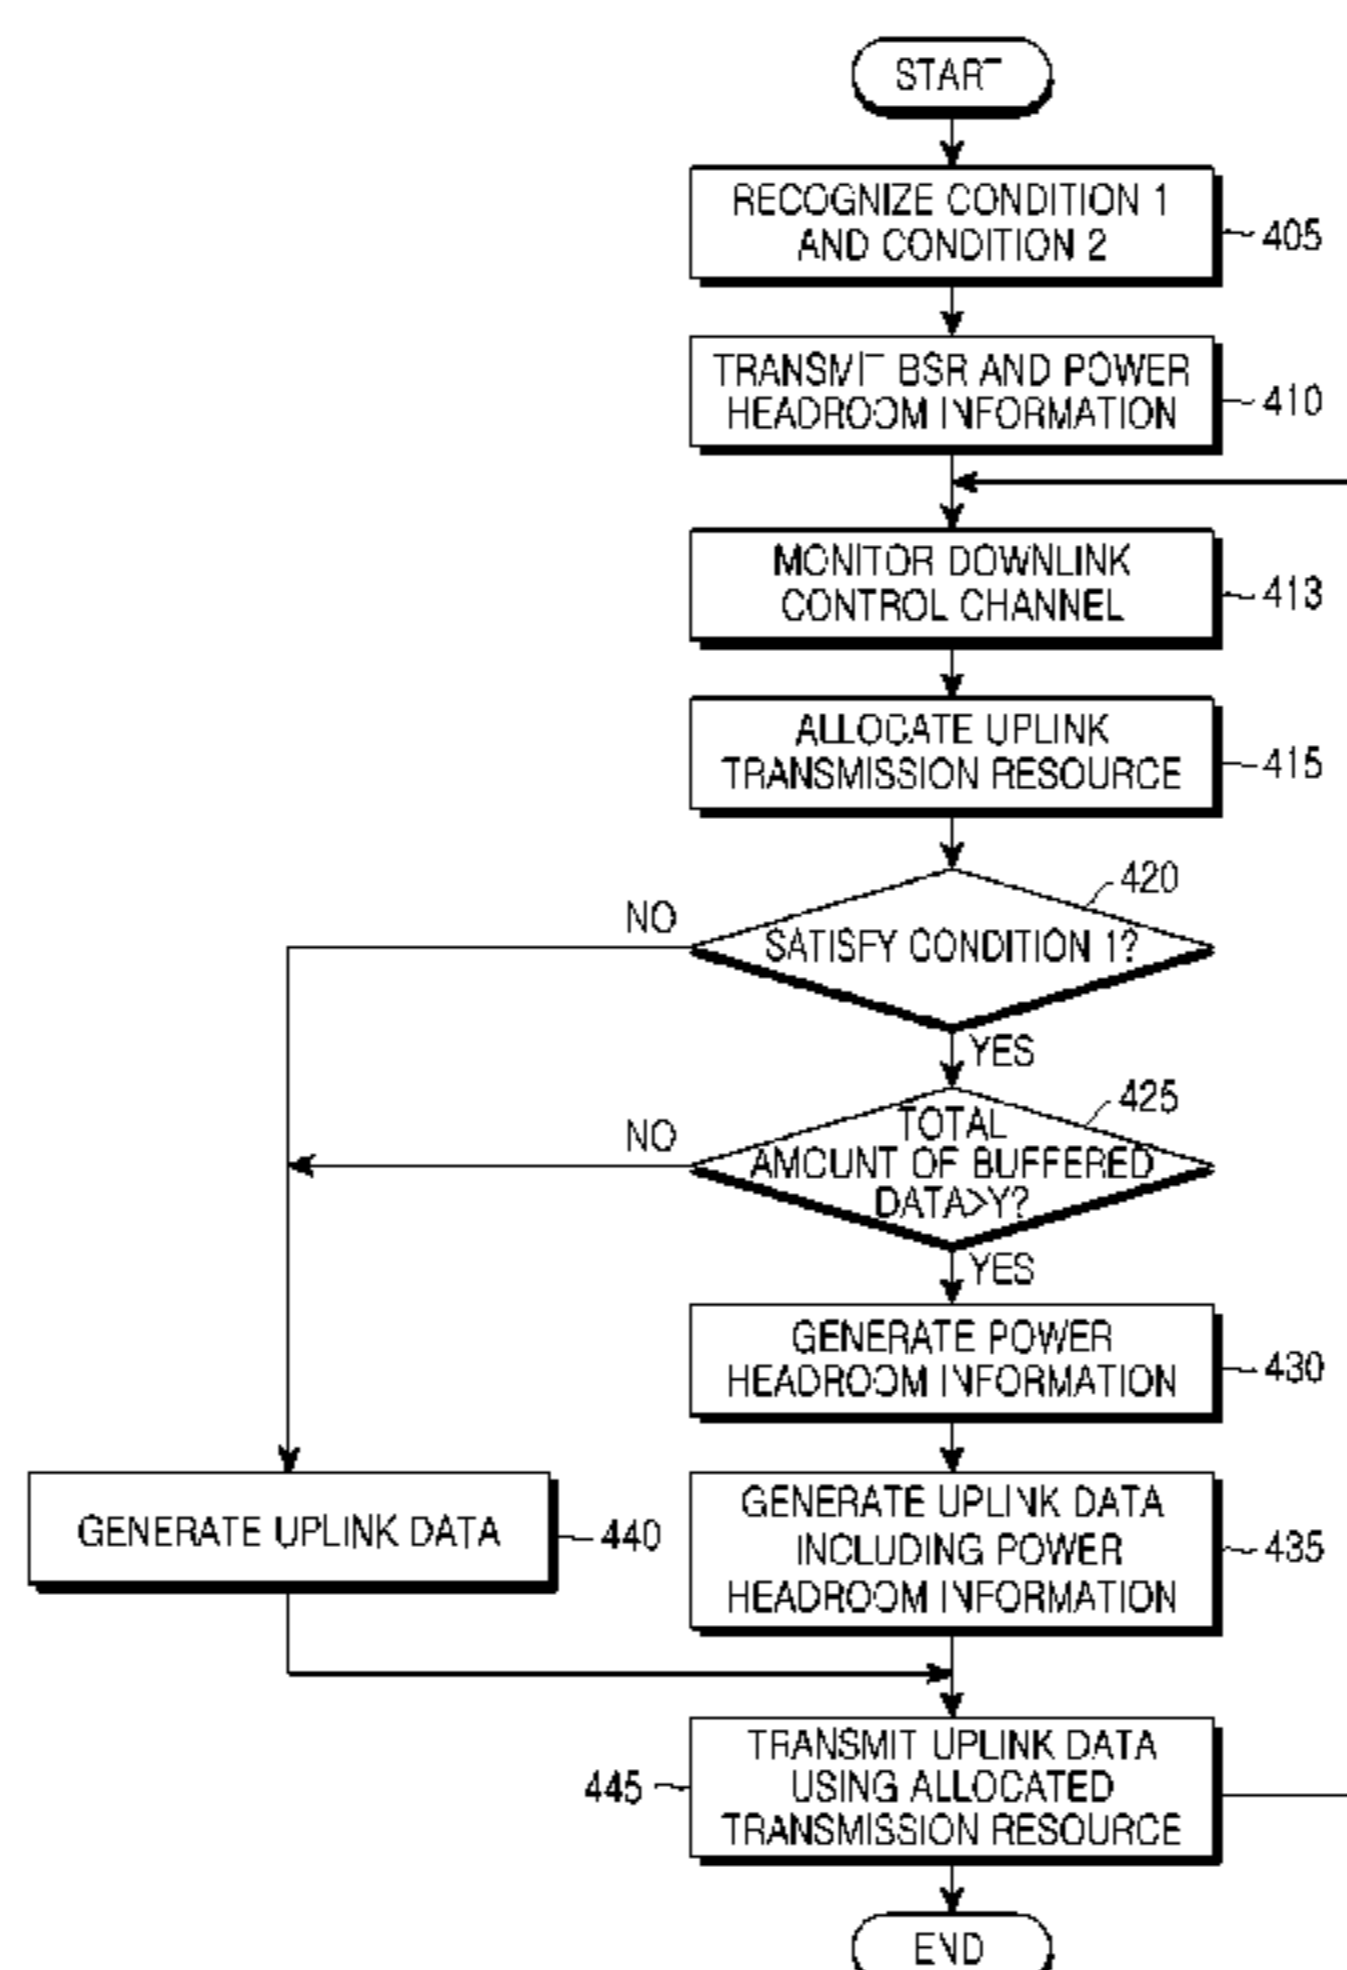 START
RECOGNIZE CONDITION 1
AND CONDITION 2
405
TRANSMIT BSR AND POWER
HEADROOM INFORMATION
410
MONITOR DOWNLINK
CONTROL CHANNEL
413
ALLOCATE UPLINK
TRANSMISSION RESOURCE
415
420
NO
SATISFY CONDITION 1?
YES
425
NO
TOTAL
AMOUNT OF BUFFERED
DATA>Y?
YES
GENERATE POWER
HEADROOM INFORMATION
430
GENERATE UPLINK DATA
440
GENERATE UPLINK DATA
INCLUDING POWER
HEADROOM INFORMATION
435
445
TRANSMIT UPLINK DATA
USING ALLOCATED
TRANSMISSION RESOURCE
END